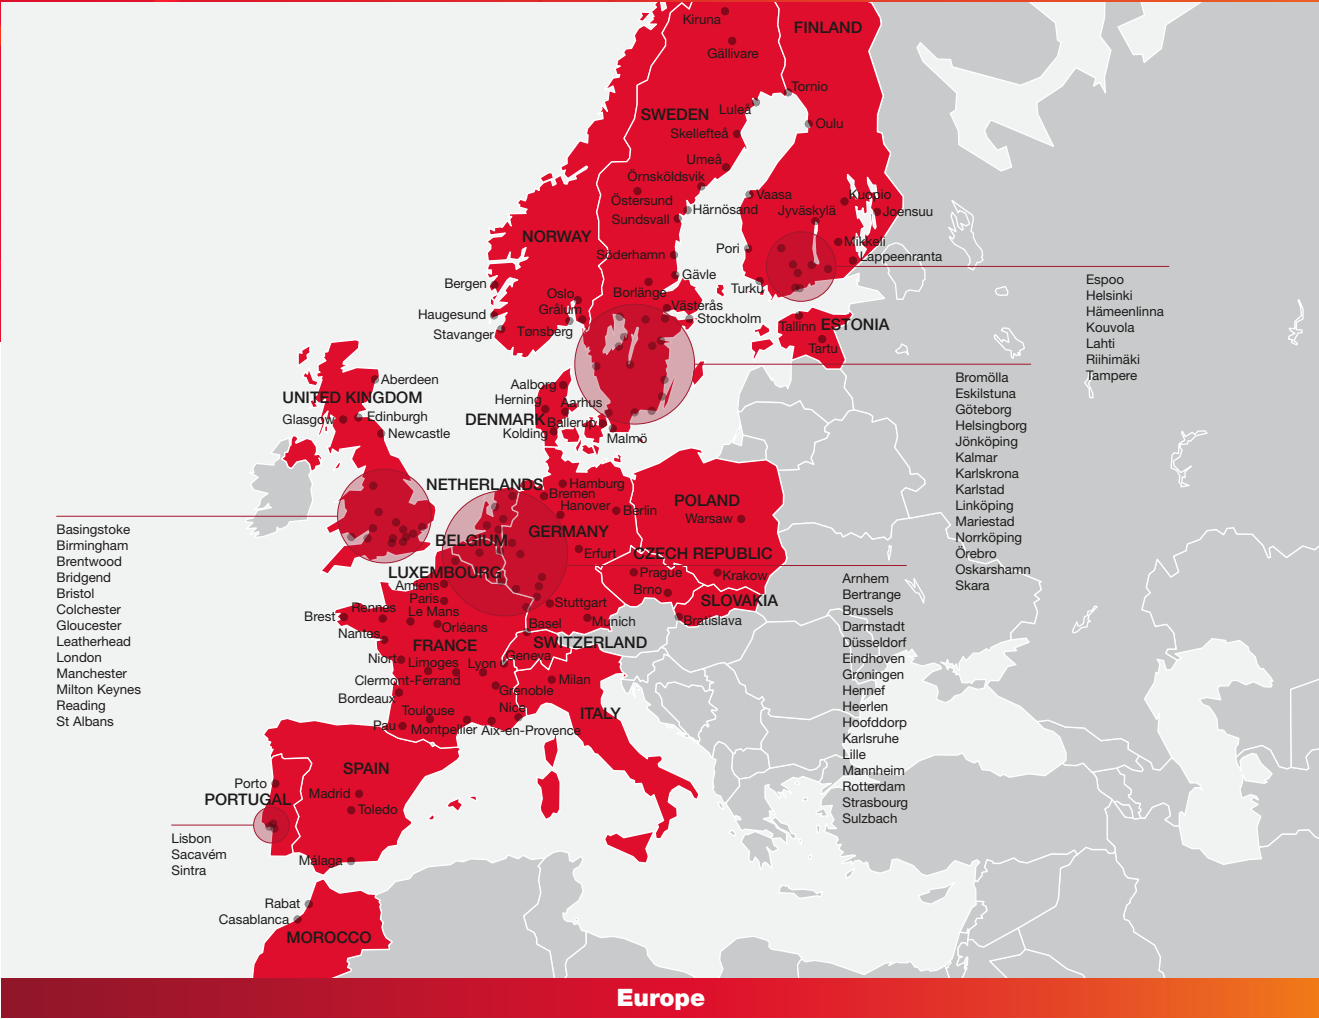 Kiruna
FINLAND
Gällivare
Tornio
Luleå
SWEDEN
Oulu
Skellefteå
Umeå
Örnsköldsvik
Östersund
Vaasa
Kuopio
Härnösand
Jyväskylä
Joensuu
Sundsvall
NORWAY
Mikkeli
Pori
Söderhamn
Lappeenranta
Gävle
Bergen
Borlänge
Turku
Oslo
Västerås
Grålum
Haugesund
Stockholm
Tønsberg
Stavanger
Tallinn
ESTONIA
Tartu
Espoo
Helsinki
Hämeenlinna
Kouvola
Lahti
Riihimäki
Tampere
Bromölla
Eskilstuna
Göteborg
Helsingborg
Jönköping
Kalmar
Karlskrona
Karlstad
Linköping
Mariestad
Norrköping
Örebro
Oskarshamn
Skara
Aberdeen
UNITED KINGDOM
Glasgow
Edinburgh
Newcastle
Aalborg
Herning
Aarhus
DENMARK
Ballerup
Kolding
Malmö
NETHERLANDS
Hamburg
Bremen
Hanover
Berlin
POLAND
Warsaw
GERMANY
BELGIUM
Erfurt
CZECH REPUBLIC
LUXEMBOURG
Prague
Krakow
Amiens
Brno
Paris
Stuttgart
SLOVAKIA
Rennes
Le Mans
Brest
Orléans
Basel
Munich
Bratislava
Nantes
FRANCE
SWITZERLAND
Niort
Limoges
Lyon
Geneva
Clermont-Ferrand
Grenoble
Milan
Bordeaux
Nice
Toulouse
ITALY
Pau
Montpellier
Aix-en-Provence
Basingstoke
Birmingham
Brentwood
Bridgend
Bristol
Colchester
Gloucester
Leatherhead
London
Manchester
Milton Keynes
Reading
St Albans
Arnhem
Bertrange
Brussels
Darmstadt
Düsseldorf
Eindhoven
Groningen
Hennef
Heerlen
Hoofddorp
Karlsruhe
Lille
Mannheim
Rotterdam
Strasbourg
Sulzbach
SPAIN
Porto
Madrid
PORTUGAL
Toledo
Lisbon
Sacavém
Sintra
Málaga
Rabat
Casablanca
MOROCCO
Europe